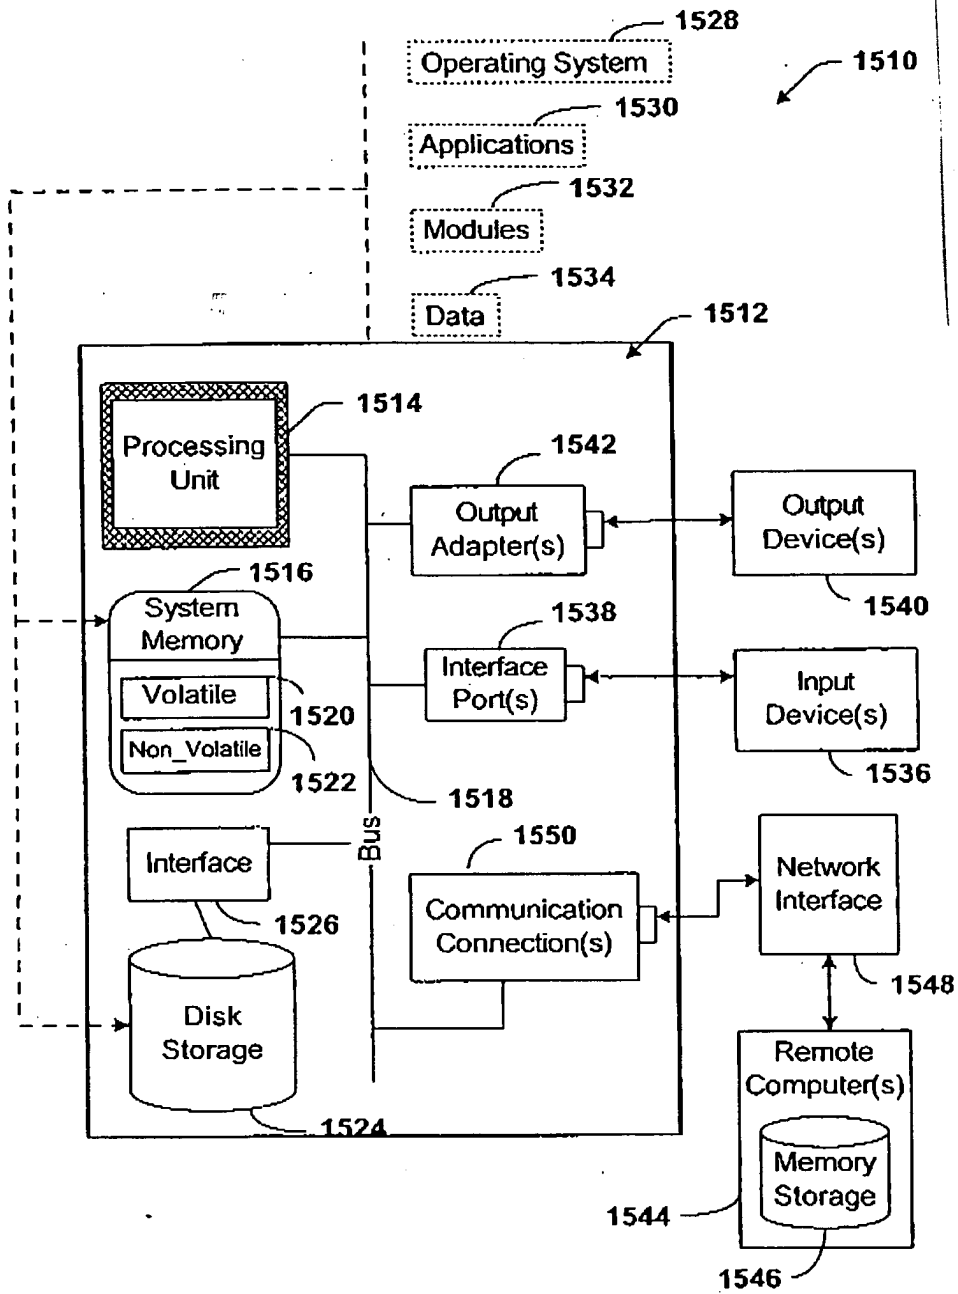 1528
Operating System
1510
1530
Applications
1532
Modules
1534
Data
1512
1514
Processing
Unit
1542
Output
Adapter(s)
Output
Device(s)
1540
1516
System
Memory
1538
Interface
Port(s)
Input
Device(s)
1536
Volatile
1520
Non_Volatile
1522
1518
Bus
1550
Interface
1526
Communication
Connection(s)
Network
Interface
1548
Disk
Storage
1524
Remote
Computer(s)
Memory
Storage
1544
1546